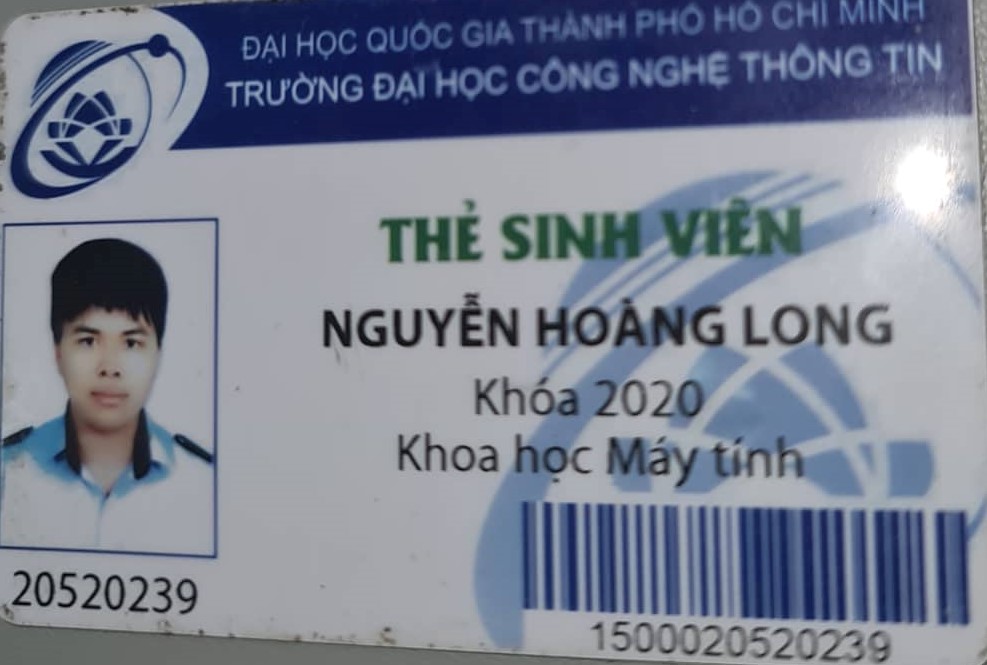 ĐẠI HỌC QUỐC GIA THÀNH PHỐ HỒ CHÍ MINH
TRƯỜNG ĐẠI HỌC CÔNG NGHỆ THÔNG TIN
THẺ SINH VIÊN
NGUYỄN HOÀNG LONG
Khóa 2020
Khoa học Máy tính
20520239
1500020520239